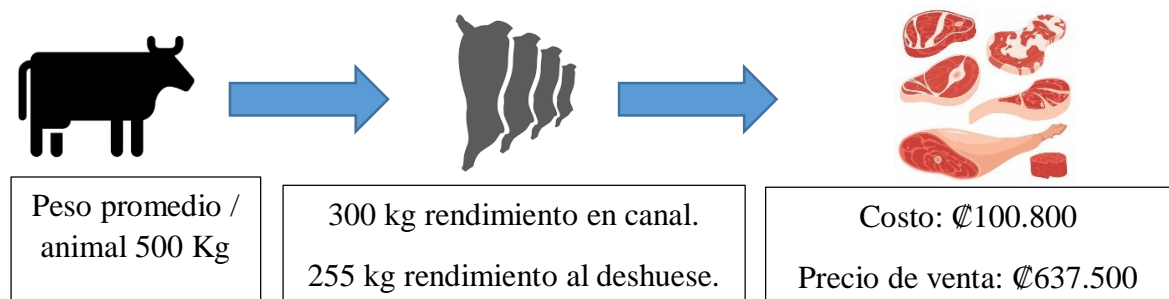 Peso promedio /
animal 500 Kg
300 kg rendimiento en canal.
255 kg rendimiento al deshuese.
Costo: ₡100.800
Precio de venta: ₡637.500